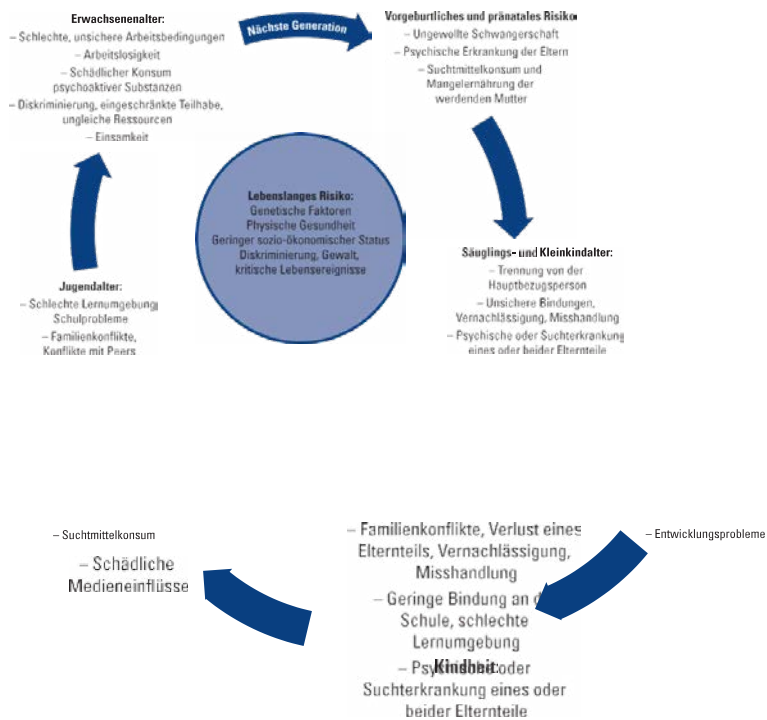 Erwachsenenalter:
– Schlechte, unsichere Arbeitsbedingungen
– Arbeitslosigkeit
– Schädlicher Konsum
psychoaktiver Substanzen
– Diskriminierung, eingeschränkte Teilhabe,
ungleiche Ressourcen
– Einsamkeit
Nächste Generation
Vorgeburtliches und pränatales Risiko
– Ungewollte Schwangerschaft
– Psychische Erkrankung der Eltern
– Suchtmittelkonsum und
Mangelernährung der
werdenden Mutter
Lebenslanges Risiko:
Genetische Faktoren
Physische Gesundheit
Geringer sozio-ökonomischer Status
Diskriminierung, Gewalt,
kritische Lebensereignisse
Säuglings- und Kleinkindalter:
– Trennung von der
Hauptbezugsperson
– Unsichere Bindungen,
Vernachlässigung, Misshandlung
– Psychische oder Suchterkrankung
eines oder beider Elternteile
Jugendalter:
– Schlechte Lernumgebung,
Schulprobleme
– Familienkonflikte,
Konflikte mit Peers
– Suchtmittelkonsum
– Schädliche
Medieneinflüsse
– Familienkonflikte, Verlust eines
Elternteils, Vernachlässigung,
Misshandlung
– Geringe Bindung an
Schule, schlechte
Lernumgebung
Kindheit:
– Psychische oder
Suchterkrankung eines oder
beider Elternteile
– Entwicklungsprobleme